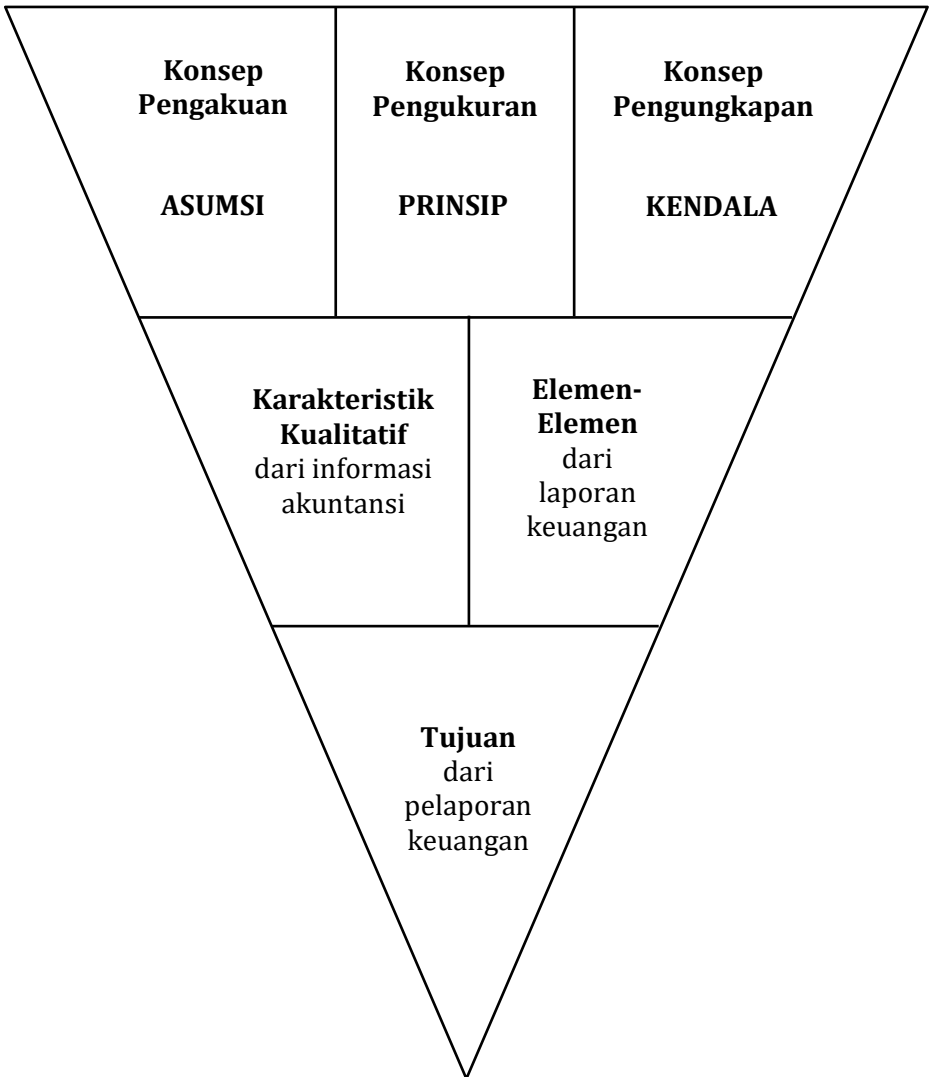 Konsep
Pengakuan
ASUMSI
Konsep
Pengukuran
PRINSIP
Konsep
Pengungkapan
KENDALA
Karakteristik
Kualitatif
dari informasi
akuntansi
Elemen-
Elemen
dari
laporan
keuangan
Tujuan
dari
pelaporan
keuangan